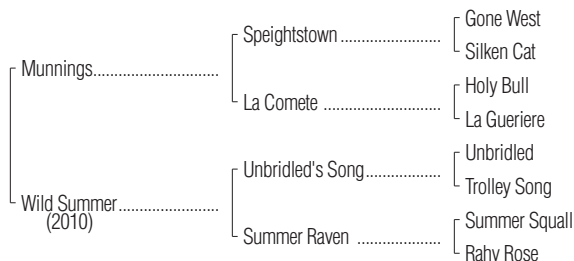 Gone West
Speightstown ....................
Silken Cat
Munnings.........................
Holy Bull
La Comete .......................
La Gueriere
Unbridled
Unbridled's Song.................
Trolley Song
Wild Summer....................
(2010)
Summer Squall
Summer Raven .................
Rahy Rose